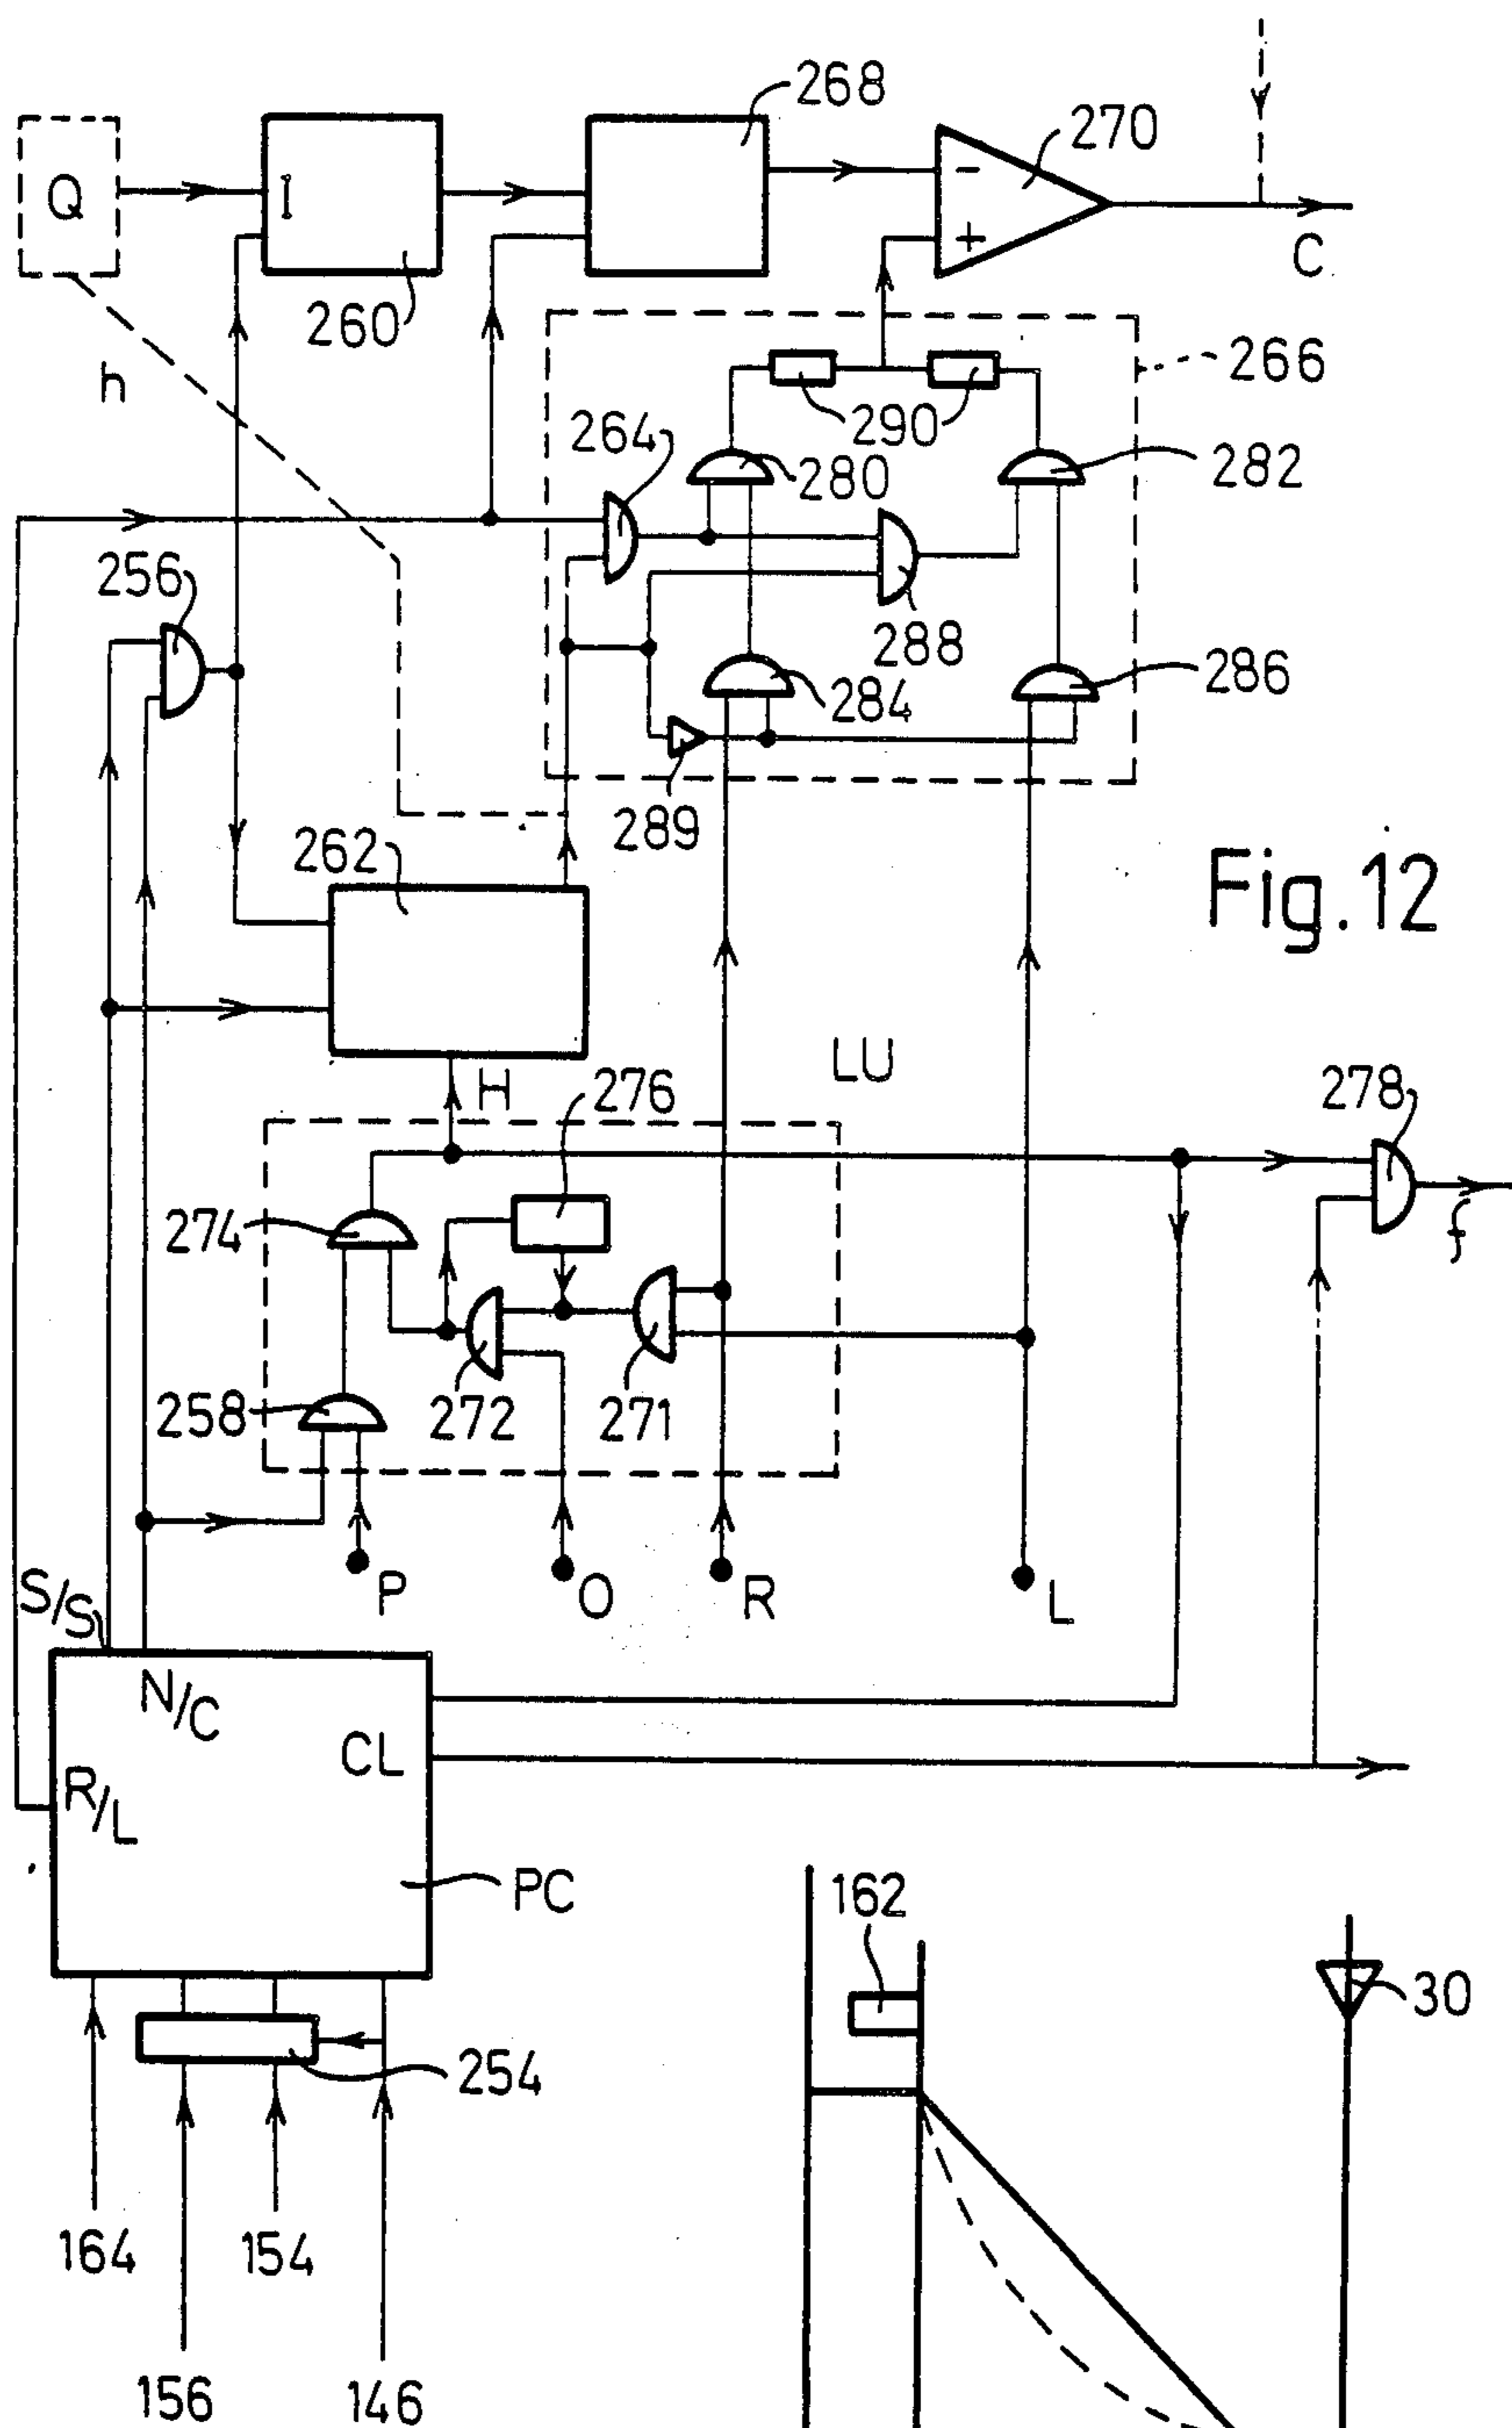 268
270
Q
I
−
+
C
260
h
266
290
264
280
282
256
288
284
286
289
262
Fig.12
LU
H
276
278
274
f
258
272
271
S/S
P
O
R
L
N/C
CL
R/L
PC
162
30
254
164
154
156
146